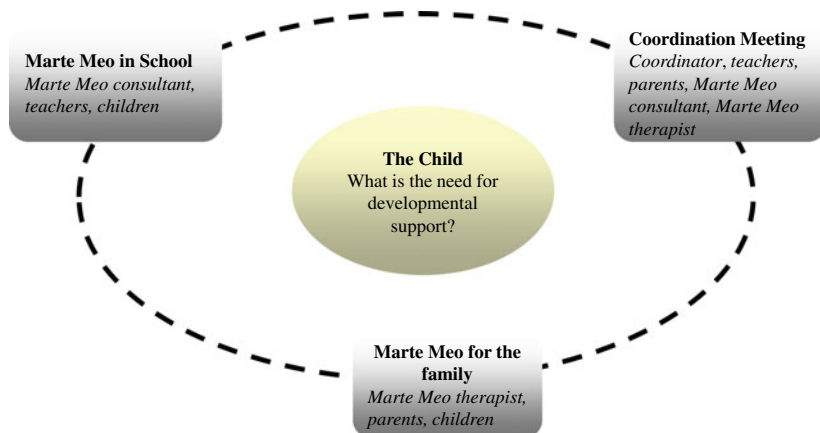 Marte Meo in School
Marte Meo consultant,
teachers, children
Coordination Meeting
Coordinator, teachers,
parents, Marte Meo
consultant, Marte Meo
therapist
The Child
What is the need for
developmental
support?
Marte Meo for the
family
Marte Meo therapist,
parents, children